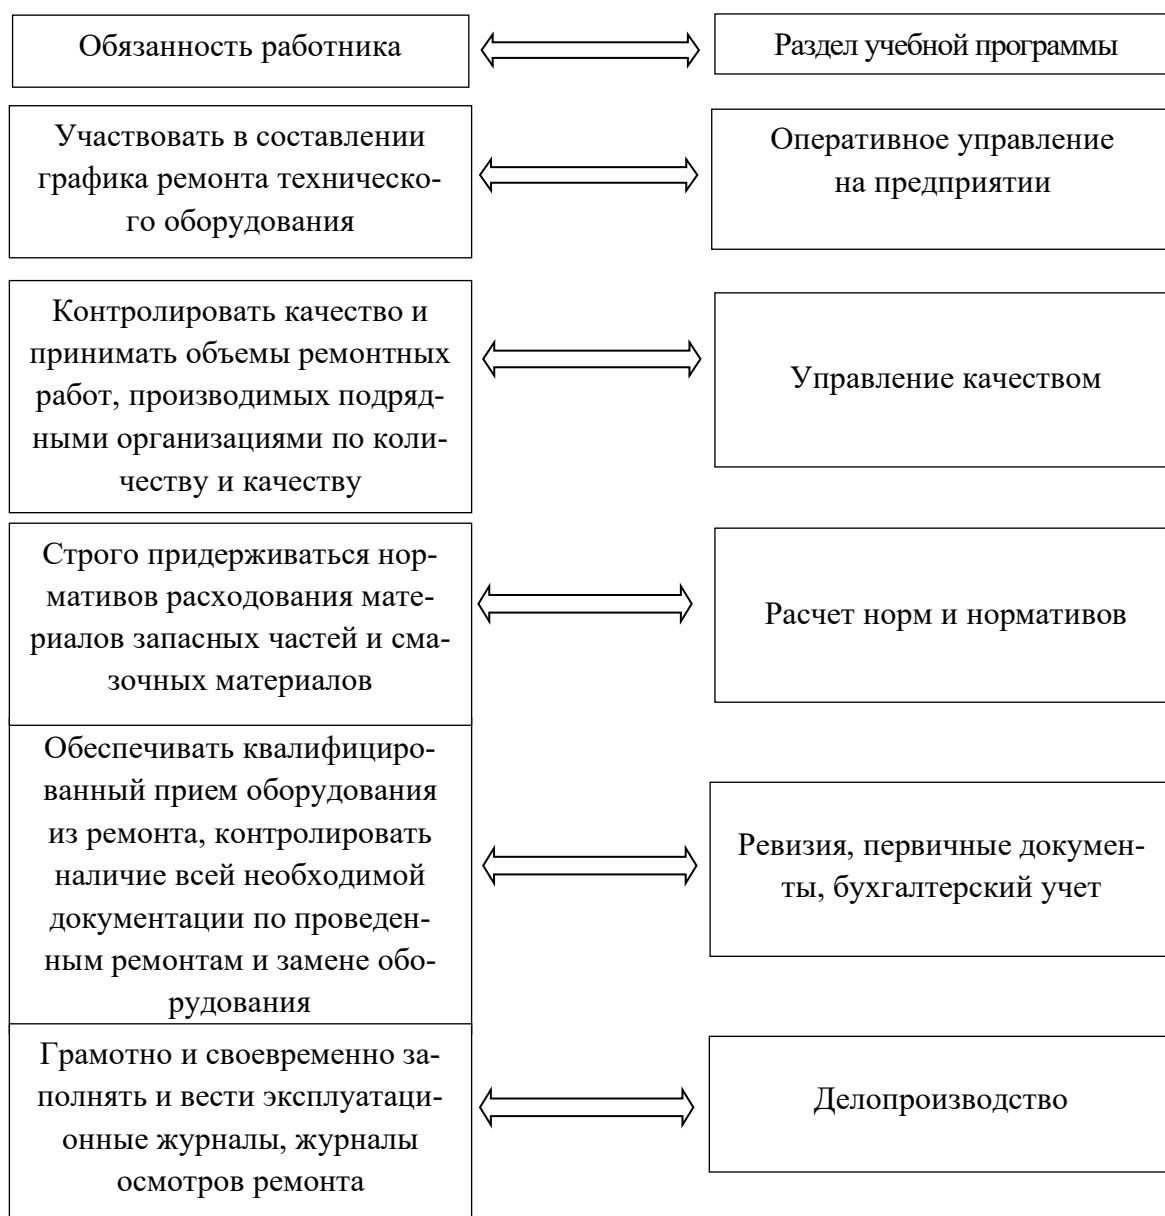 Обязанность работника
Раздел учебной программы
Участвовать в составлении
графика ремонта техническо-
го оборудования
Оперативное управление
на предприятии
Контролировать качество и
принимать объемы ремонтных
работ, производимых подряд-
ными организациями по коли-
честву и качеству
Управление качеством
Строго придерживаться нор-
мативов расходования мате-
риалов запасных частей и сма-
зочных материалов
Расчет норм и нормативов
Обеспечивать квалифициро-
ванный прием оборудования
из ремонта, контролировать
наличие всей необходимой
документации по проведен-
ным ремонтам и замене обо-
рудования
Ревизия, первичные докумен-
ты, бухгалтерский учет
Грамотно и своевременно за-
полнять и вести эксплуатаци-
онные журналы, журналы
осмотров ремонта
Делопроизводство